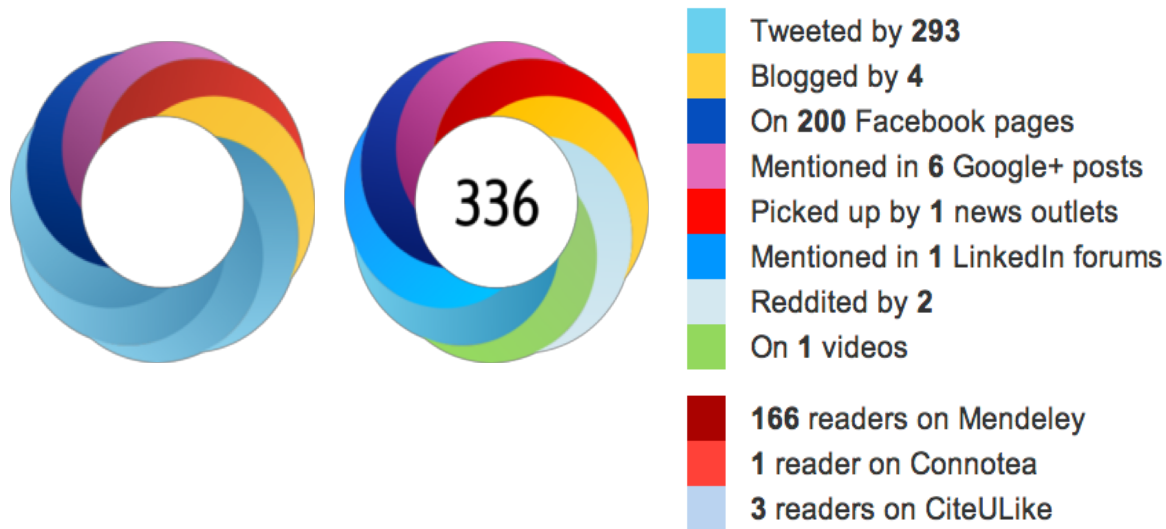 336
Tweeted by 293
Blogged by 4
On 200 Facebook pages
Mentioned in 6 Google+ posts
Picked up by 1 news outlets
Mentioned in 1 LinkedIn forums
Reddited by 2
On 1 videos
166 readers on Mendeley
1 reader on Connotea
3 readers on CiteULike